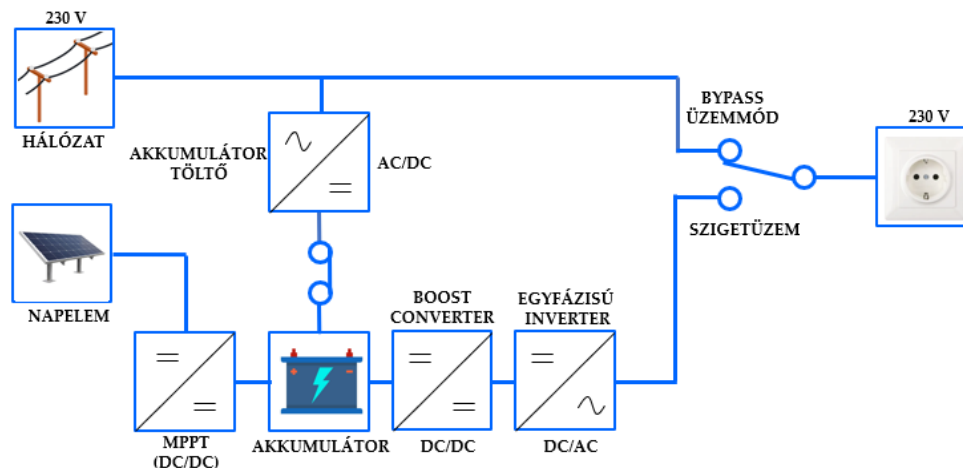 230 V
HÁLÓZAT
AKKUMULÁTOR
TÖLTŐ
AC/DC
BYPASS
ÜZEMMÓD
230 V
SZIGETÜZEM
NAPELEM
BOOST
CONVERTER
EGYFÁZISÚ
INVERTER
MPPT
(DC/DC)
AKKUMULÁTOR
DC/DC
DC/AC